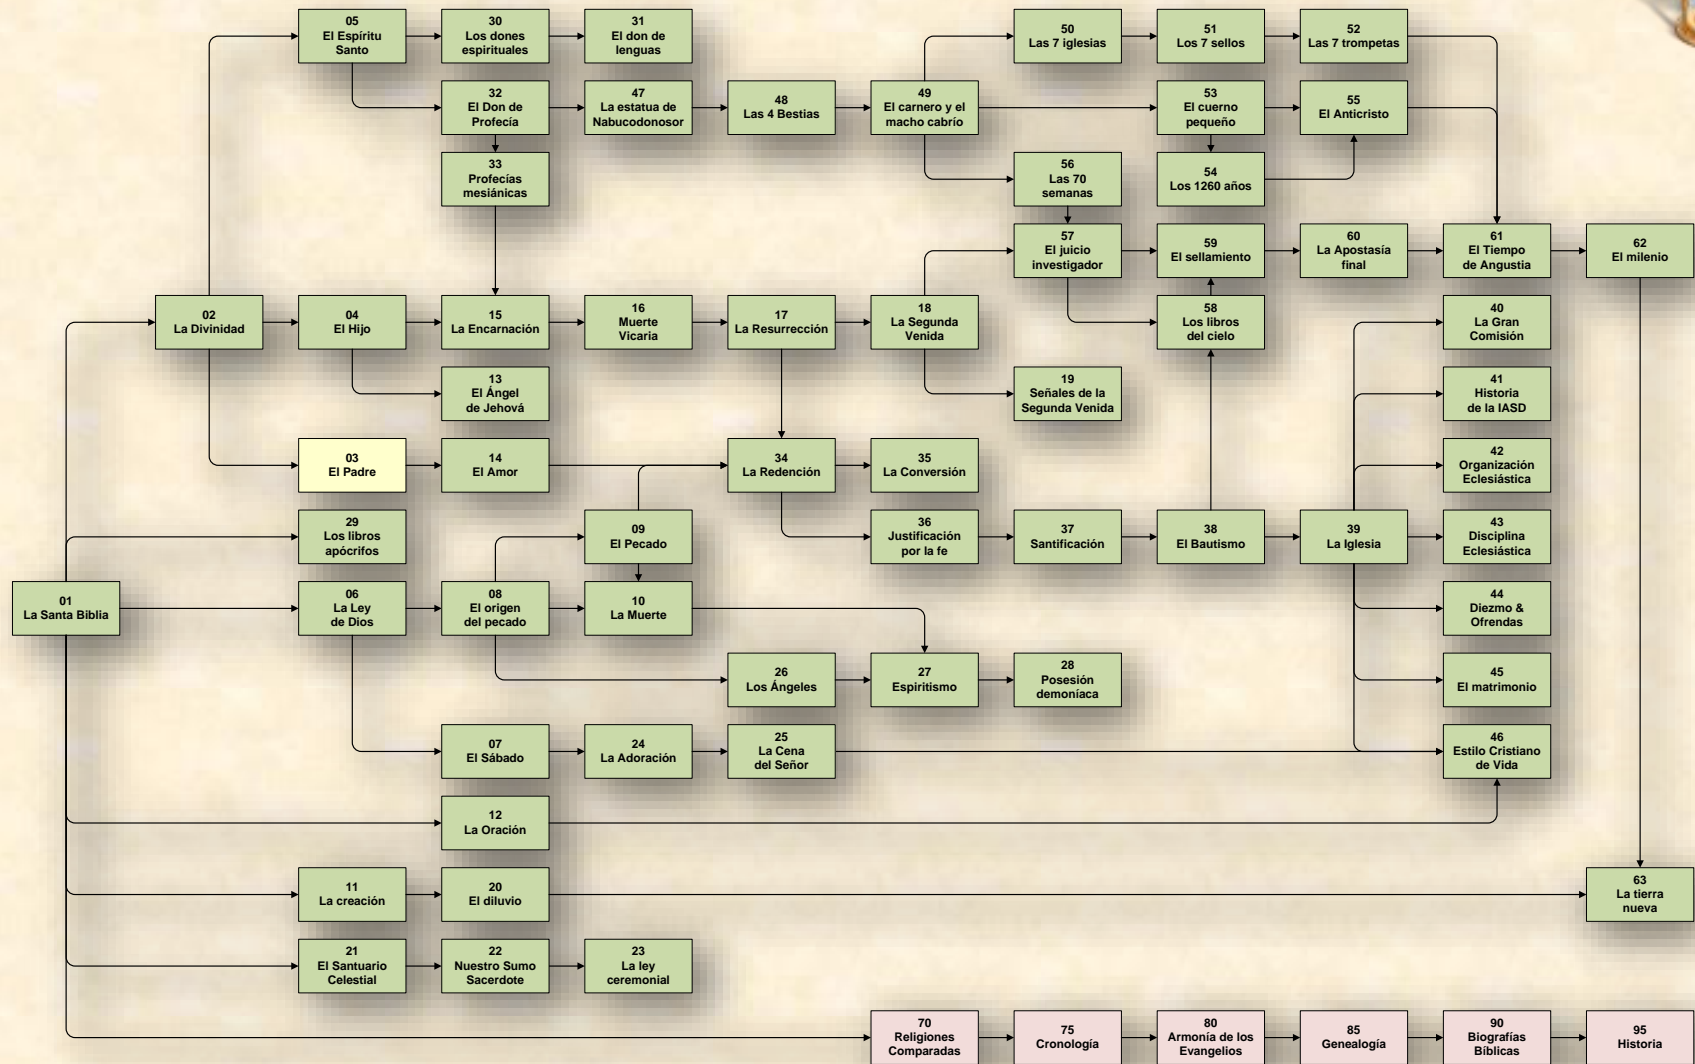 05
El Espíritu
Santo
30
Los dones
espirituales
31
El don de
lenguas
50
Las 7 iglesias
51
Los 7 sellos
52
Las 7 trompetas
32
El Don de
Profecía
47
La estatua de
Nabucodonosor
48
Las 4 Bestias
49
El carnero y el
macho cabrío
53
El cuerno
pequeño
55
El Anticristo
33
Profecías
mesiánicas
56
Las 70
semanas
54
Los 1260 años
57
El juicio
investigador
59
El sellamiento
60
La Apostasía
final
61
El Tiempo
de Angustia
62
El milenio
02
La Divinidad
04
El Hijo
15
La Encarnación
16
Muerte
Vicaria
17
La Resurrección
18
La Segunda
Venida
58
Los libros
del cielo
40
La Gran
Comisión
13
El Ángel
de Jehová
19
Señales de la
Segunda Venida
41
Historia
de la IASD
03
El Padre
14
El Amor
34
La Redención
35
La Conversión
42
Organización
Eclesiástica
29
Los libros
apócrifos
09
El Pecado
36
Justificación
por la fe
37
Santificación
38
El Bautismo
39
La Iglesia
43
Disciplina
Eclesiástica
01
La Santa Biblia
06
La Ley
de Dios
08
El origen
del pecado
10
La Muerte
44
Diezmo &
Ofrendas
26
Los Ángeles
27
Espiritismo
28
Posesión
demoníaca
45
El matrimonio
07
El Sábado
24
La Adoración
25
La Cena
del Señor
46
Estilo Cristiano
de Vida
12
La Oración
11
La creación
20
El diluvio
63
La tierra
nueva
21
El Santuario
Celestial
22
Nuestro Sumo
Sacerdote
23
La ley
ceremonial
70
Religiones
Comparadas
75
Cronología
80
Armonía de los
Evangelios
85
Genealogía
90
Biografías
Bíblicas
95
Historia